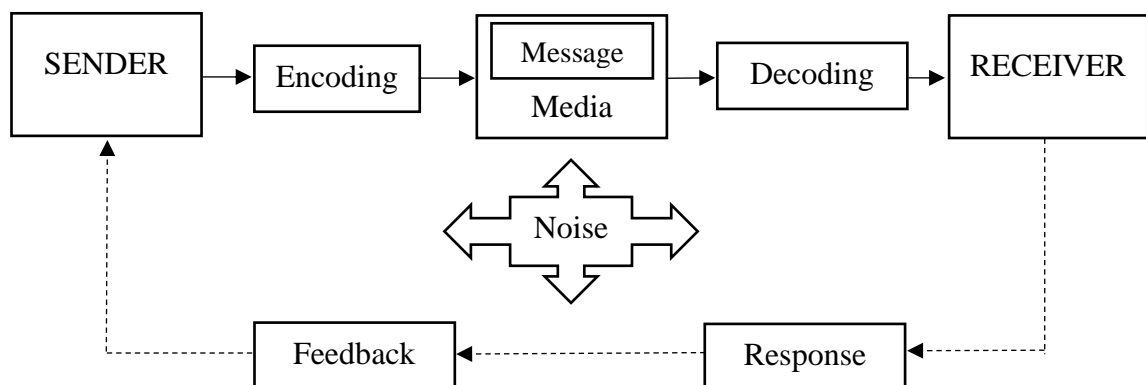 SENDER
Encoding
Message
Media
Decoding
RECEIVER
Noise
Feedback
Response